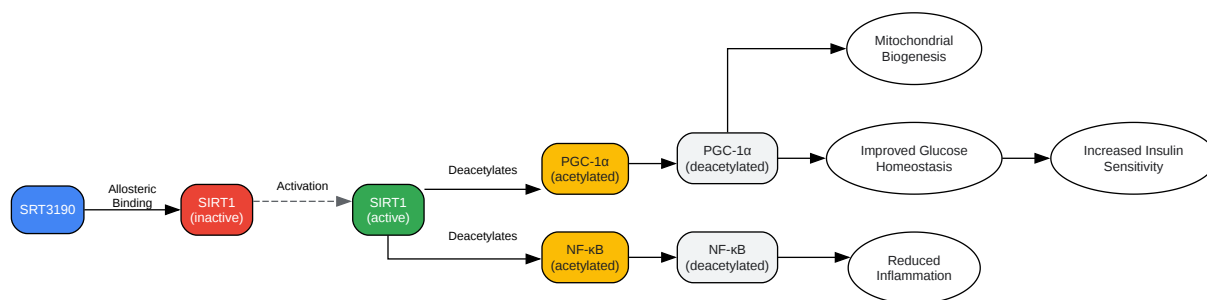 Mitochondrial
Biogenesis
PGC-1α
(acetylated)
PGC-1α
(deacetylated)
Improved Glucose
Homeostasis
Increased Insulin
Sensitivity
Deacetylates
Allosteric
Binding
Activation
SRT3190
SIRT1
(inactive)
SIRT1
(active)
Deacetylates
NF-κB
(acetylated)
NF-κB
(deacetylated)
Reduced
Inflammation